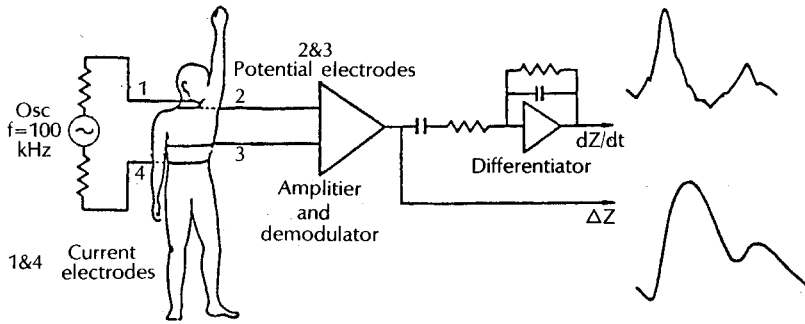 2&3
Potential electrodes
1
2
Osc
f=100
kHz
3
4
dZ/dt
Differentiator
Amplitier
and
demodulator
ΔZ
1&4 Current
electrodes